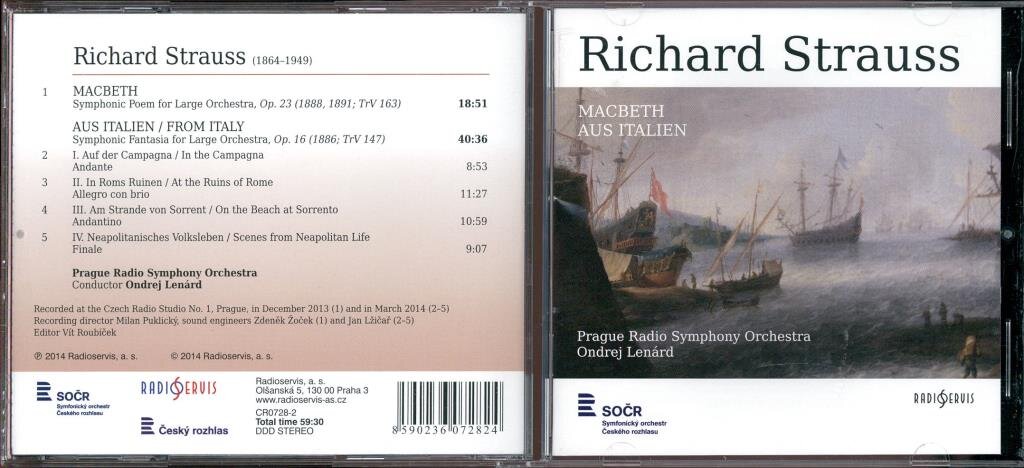 Richard Strauss (1864–1949)
1 MACBETH
Symphonic Poem for Large Orchestra, Op. 23 (1888, 1891; TrV 163) 18:51
AUS ITALIEN / FROM ITALY
Symphonic Fantasia for Large Orchestra, Op. 16 (1886; TrV 147) 40:36
2 I. Auf der Campagna / In the Campagna
Andante 8:53
3 II. In Roms Ruinen / At the Ruins of Rome
Allegro con brio 11:27
4 III. Am Strande von Sorrent / On the Beach at Sorrento
Andantino 10:59
5 IV. Neapolitanisches Volksleben / Scenes from Neapolitan Life
Finale 9:07
Prague Radio Symphony Orchestra
Conductor Ondrej Lenárd
Recorded at the Czech Radio Studio No. 1, Prague, in December 2013 (1) and in March 2014 (2–5)
Recording director Milan Puklický, sound engineers Zdeněk Žoček (1) and Jan Lžičař (2–5)
Editor Vít Roubíček
℗ 2014 Radioservis, a. s. © 2014 Radioservis, a. s.
SOČR
Symfonický orchestr
Českého rozhlasu
RADIOSERVIS
Český rozhlas
Radioservis, a. s.
Olšanská 5, 130 00 Praha 3
www.radioservis-as.cz
CR0728-2
Total time 59:30
DDD STEREO
8 590236 072824
Richard Strauss
MACBETH
AUS ITALIEN
Prague Radio Symphony Orchestra
Ondrej Lenárd
SOČR
Symfonický orchestr
Českého rozhlasu
RADIOSERVIS